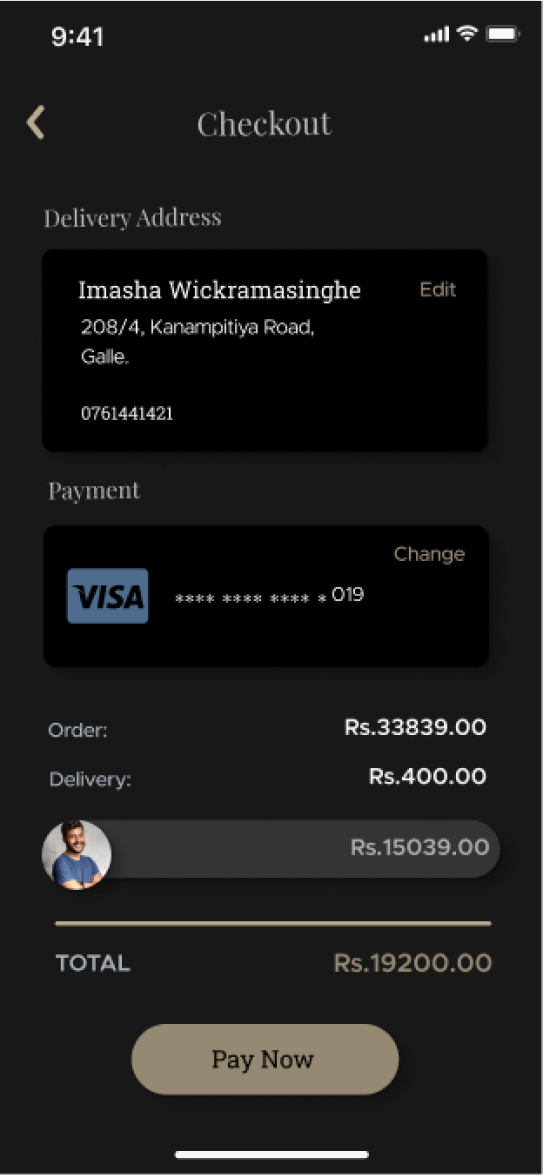 9:41
Checkout
Delivery Address
Imasha Wickramasinghe
Edit
208/4, Kanampitiya Road,
Galle.
0761441421
Payment
Change
VISA
**** **** **** * 019
Order: Rs.33839.00
Delivery: Rs.400.00
Rs.15039.00
TOTAL Rs.19200.00
Pay Now